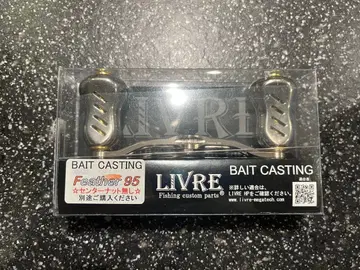 LIVRE
BAIT CASTING
Feather 95
☆センターナット無し☆
別途ご購入ください
LIVRE
Fishing custom parts®
BAIT CASTING
※詳しい適合は、
LIVRE HPをご確認ください。
www.livre-megatech.com